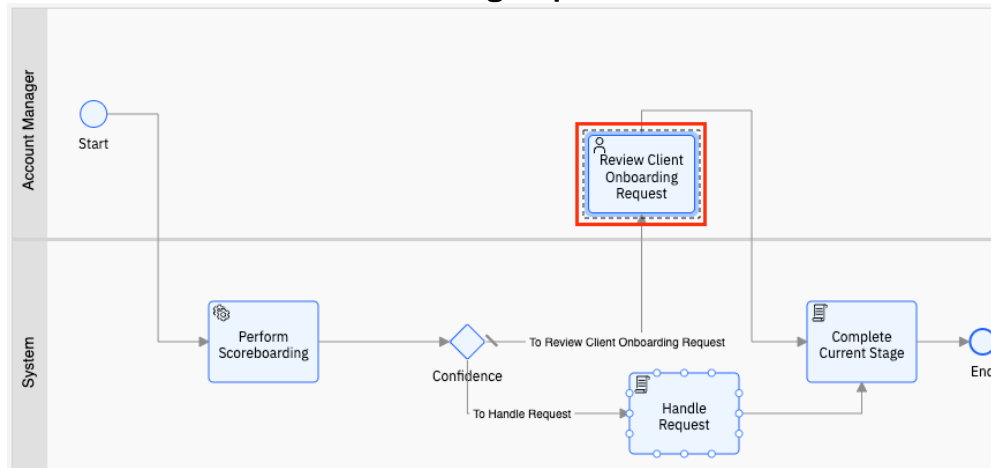 Account Manager
Start
Review Client
Onboarding
Request
System
Perform
Scoreboarding
Confidence
To Review Client Onboarding Request
To Handle Request
Handle
Request
Complete
Current Stage